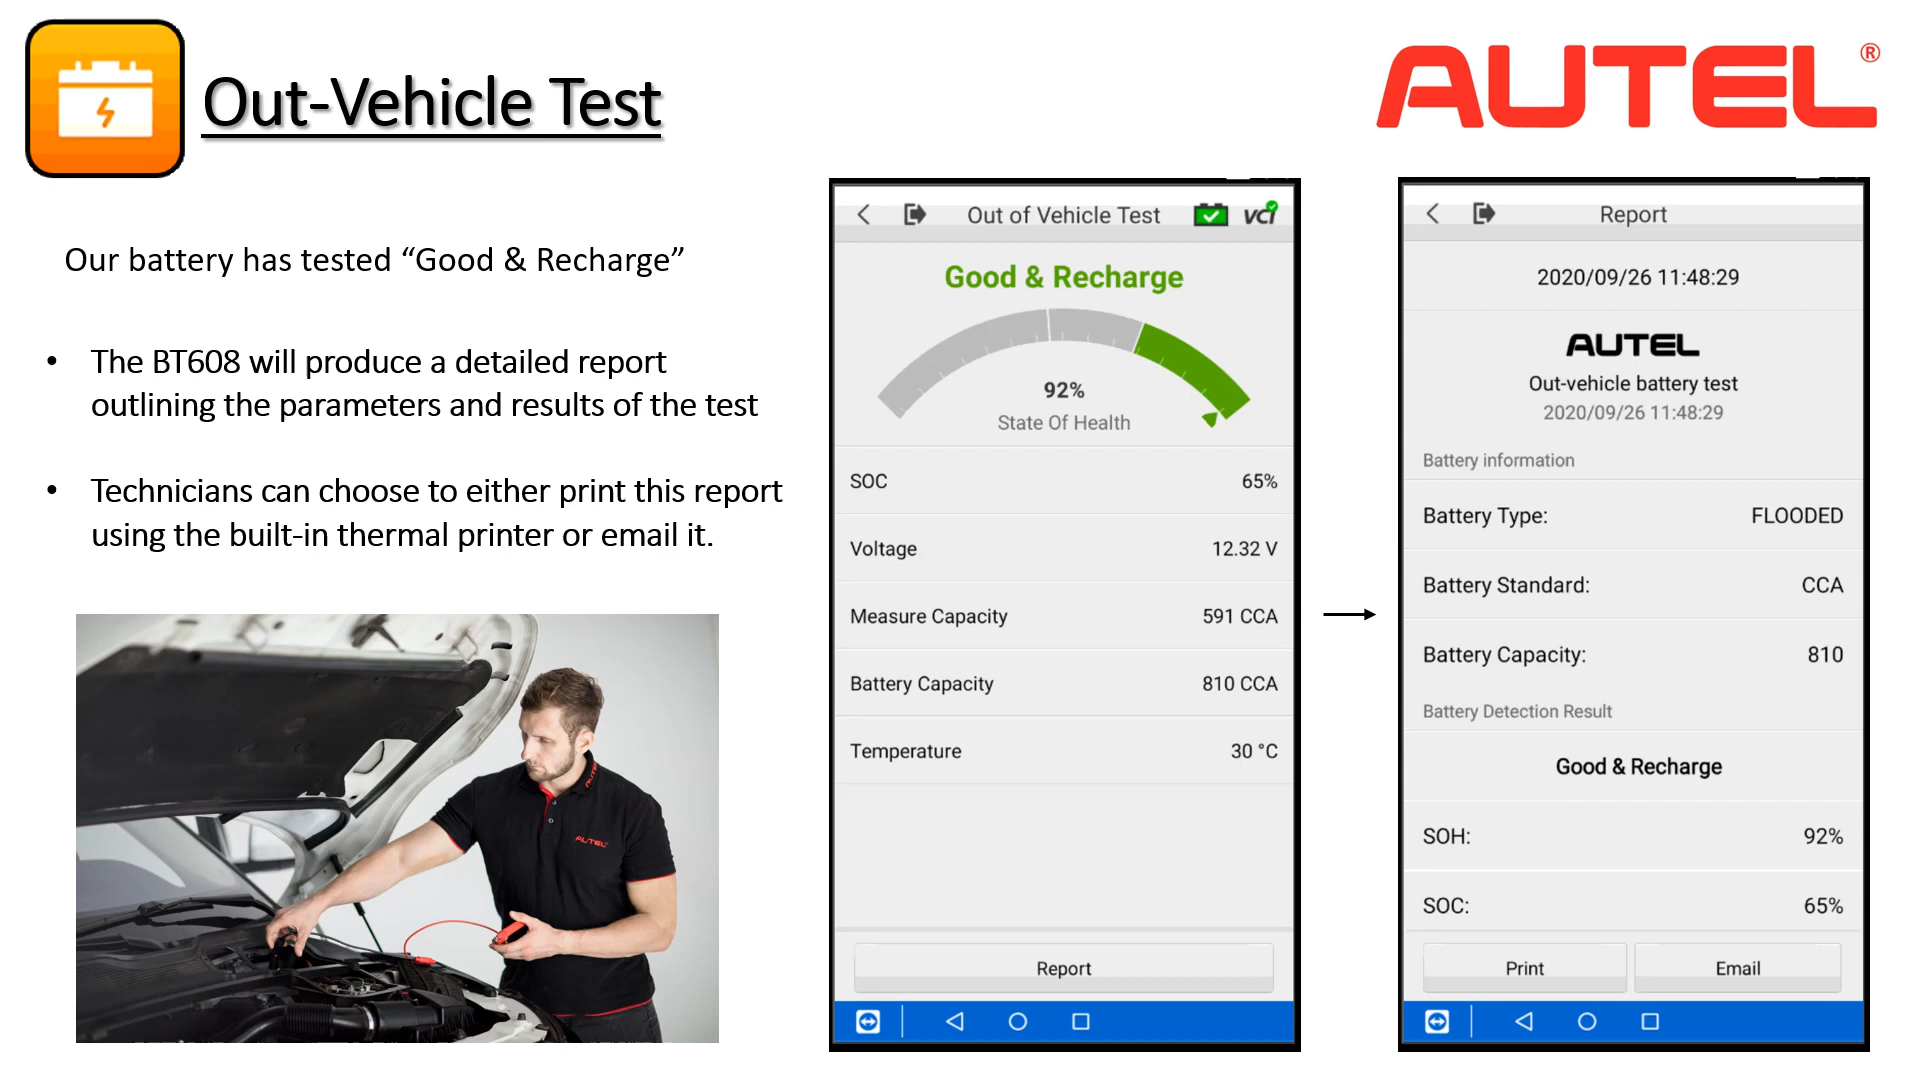 Out-Vehicle Test
AUTEL®
Our battery has tested “Good & Recharge”
• The BT608 will produce a detailed report
outlining the parameters and results of the test
• Technicians can choose to either print this report
using the built-in thermal printer or email it.
AUTEL
AUTEL
Out of Vehicle Test
VCI
Good & Recharge
92%
State Of Health
SOC 65%
Voltage 12.32 V
Measure Capacity 591 CCA
Battery Capacity 810 CCA
Temperature 30 °C
Report
Report
2020/09/26 11:48:29
AUTEL
Out-vehicle battery test
2020/09/26 11:48:29
Battery information
Battery Type: FLOODED
Battery Standard: CCA
Battery Capacity: 810
Battery Detection Result
Good & Recharge
SOH: 92%
SOC: 65%
Print Email